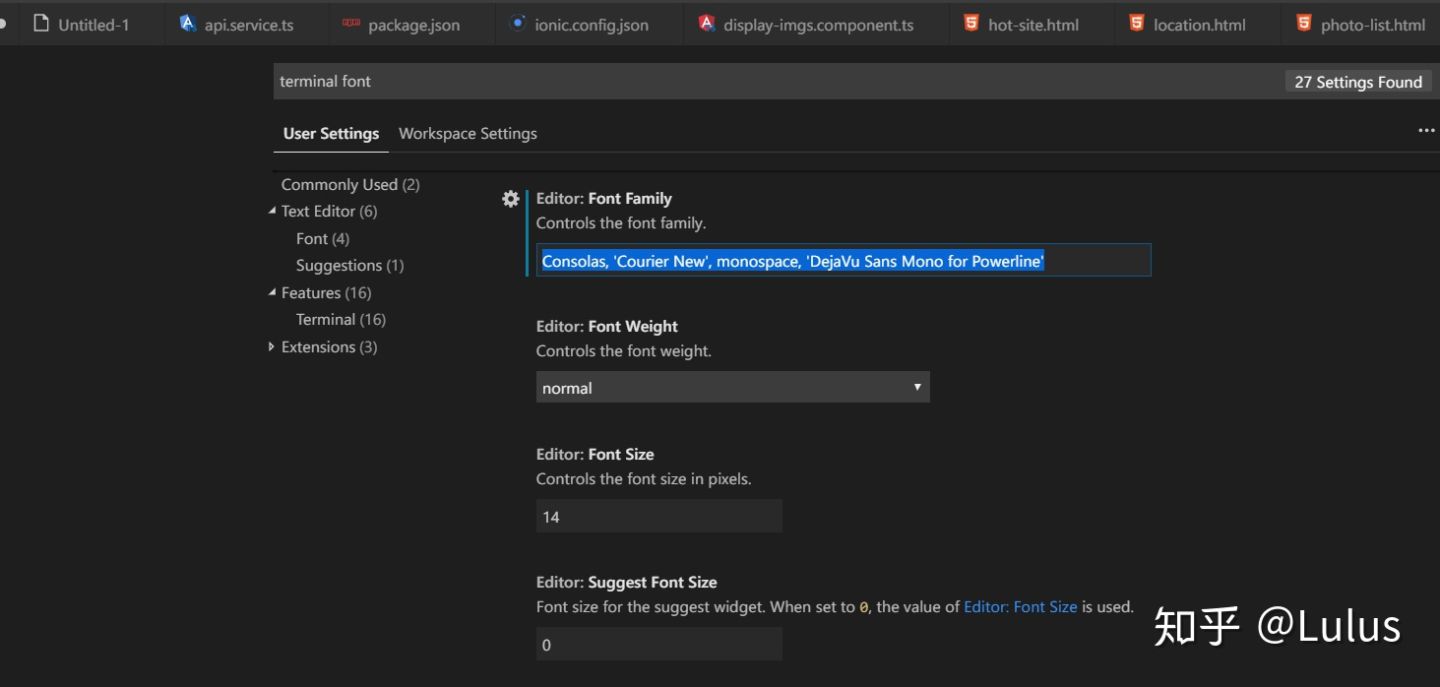 Untitled-1 api.service.ts package.json ionic.config.json display-imgs.component.ts hot-site.html location.html photo-list.html
terminal font 27 Settings Found
User Settings Workspace Settings ...
Commonly Used (2)
Text Editor (6)
Font (4)
Suggestions (1)
Features (16)
Terminal (16)
Extensions (3)
Editor: Font Family
Controls the font family.
Consolas, 'Courier New', monospace, 'DejaVu Sans Mono for Powerline'
Editor: Font Weight
Controls the font weight.
normal
Editor: Font Size
Controls the font size in pixels.
14
Editor: Suggest Font Size
Font size for the suggest widget. When set to 0, the value of Editor: Font Size is used.
0
知乎 @Lulus